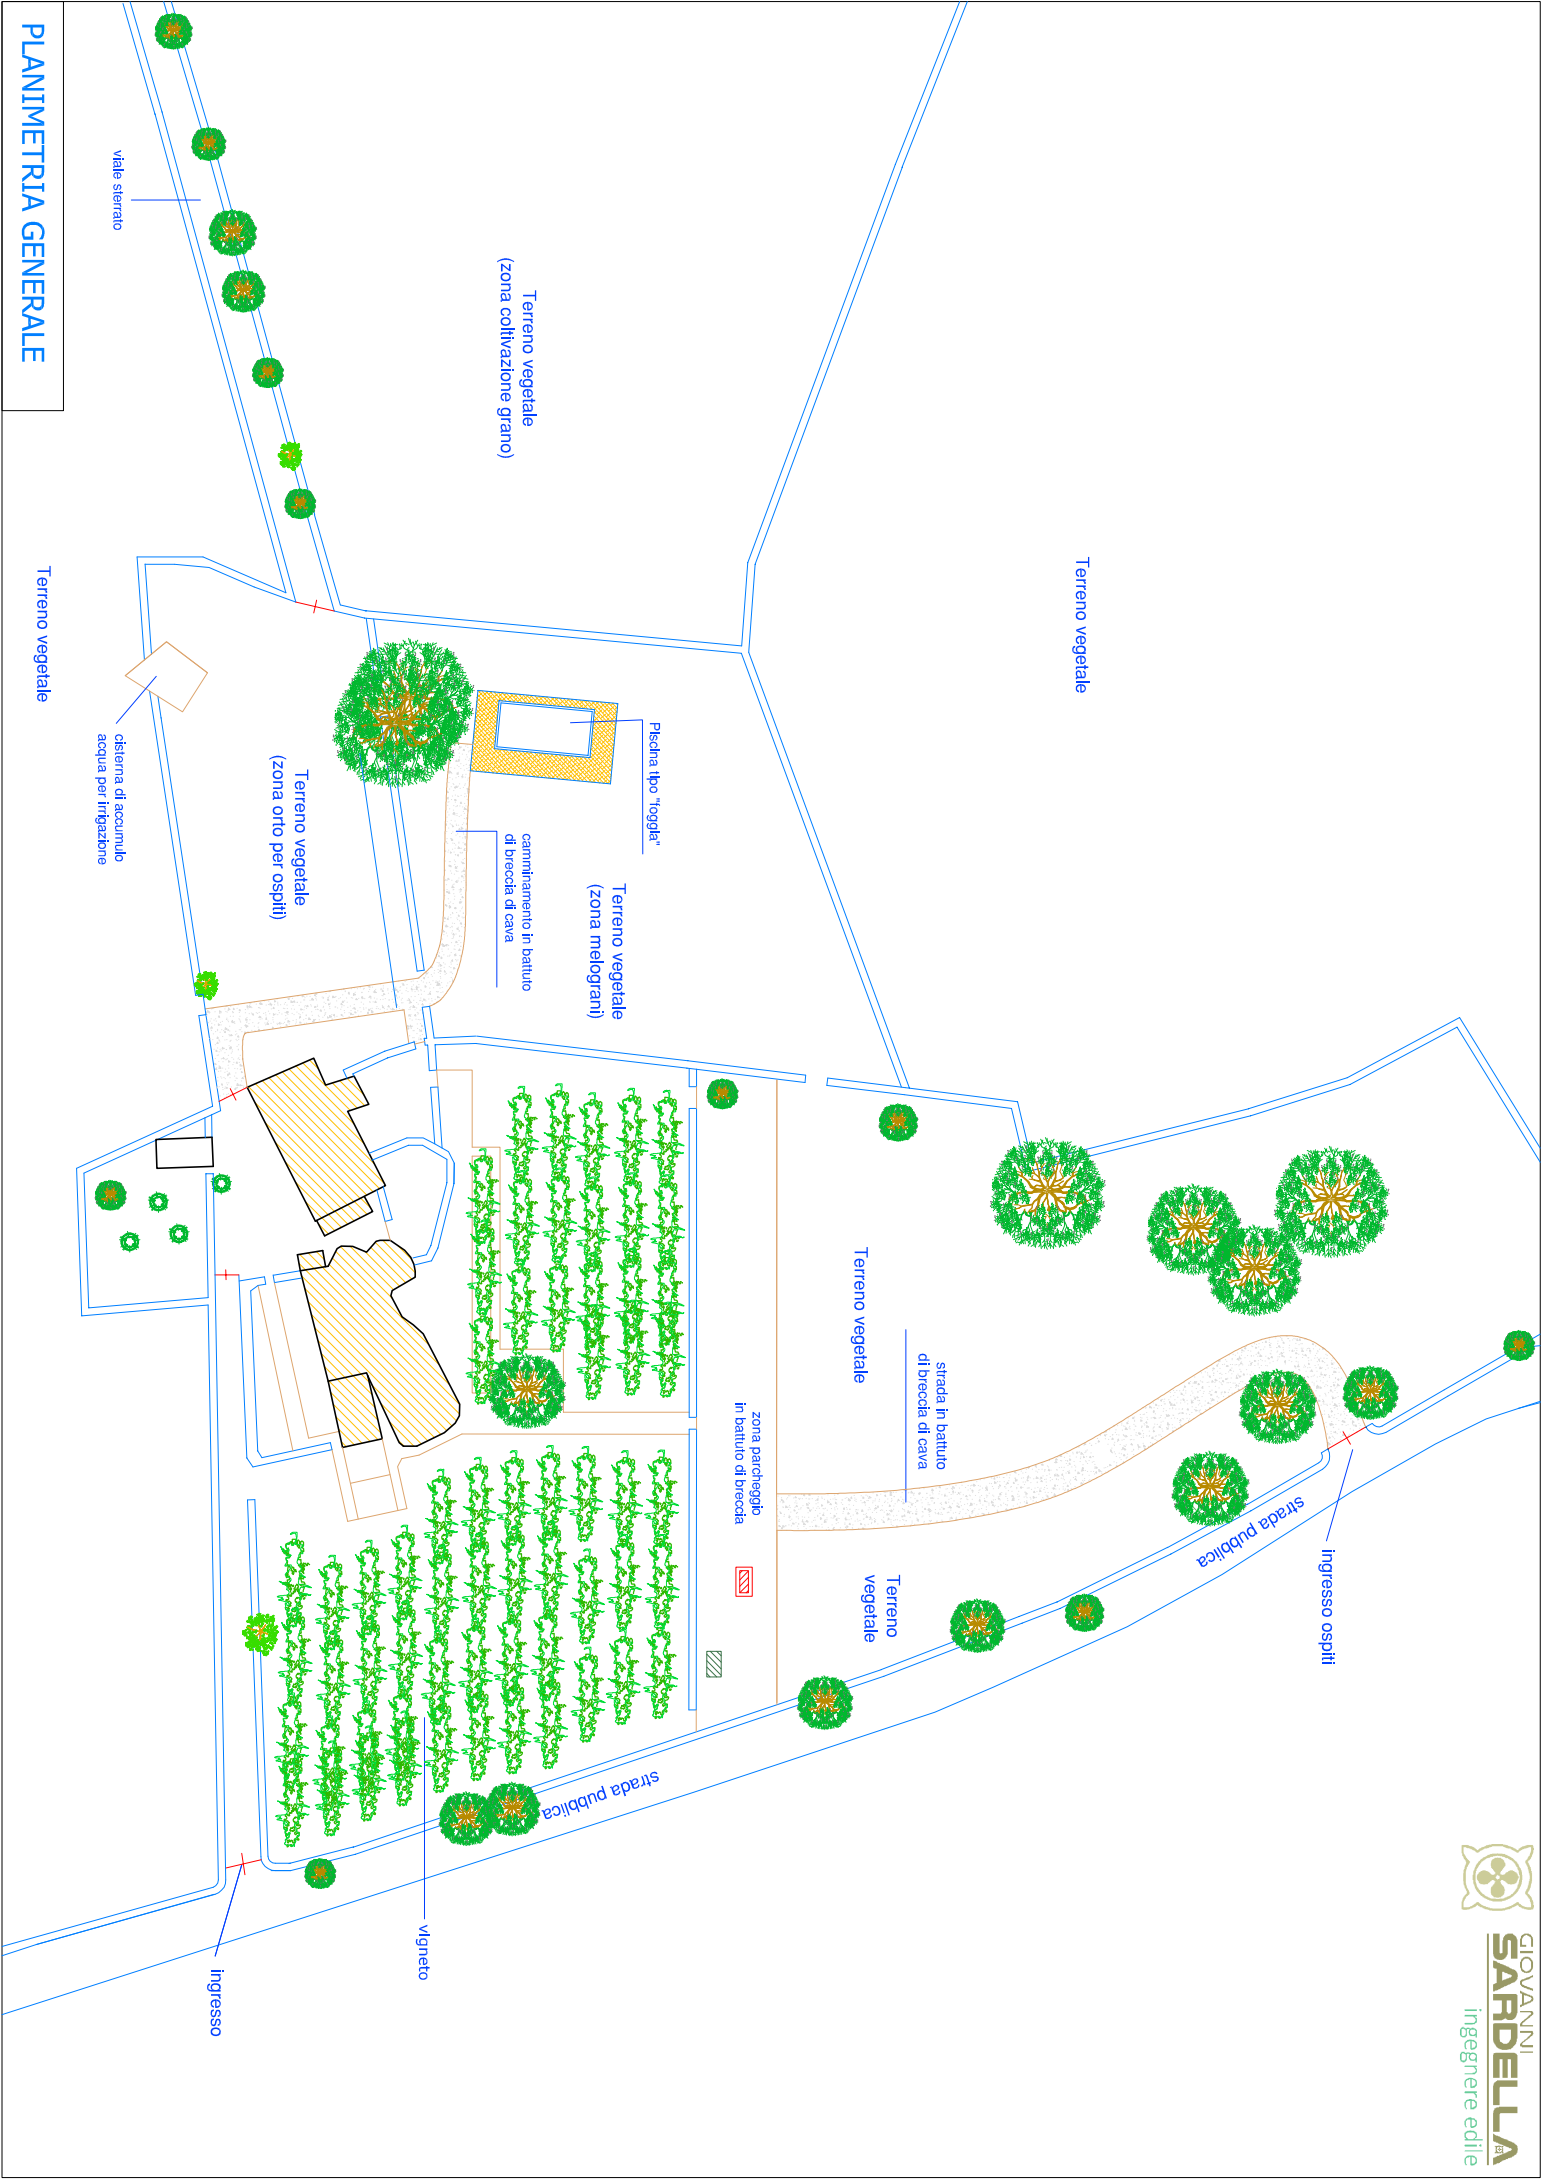 PLANIMETRIA GENERALE
viale sterrato
Terreno vegetale
(zona coltivazione grano)
Terreno vegetale
Terreno vegetale
cisterna di accumulo
acqua per irrigazione
Terreno vegetale
(zona orto per ospiti)
Piscina tipo "foggia"
camminamento in battuto
di breccia di cava
Terreno vegetale
(zona melograni)
Terreno vegetale
strada in battuto
di breccia di cava
zona parcheggio
in battuto di breccia
Terreno
vegetale
strada pubblica
ingresso ospiti
strada pubblica
vigneto
ingresso
GIOVANNI
SARDELLA
ingegnere edile